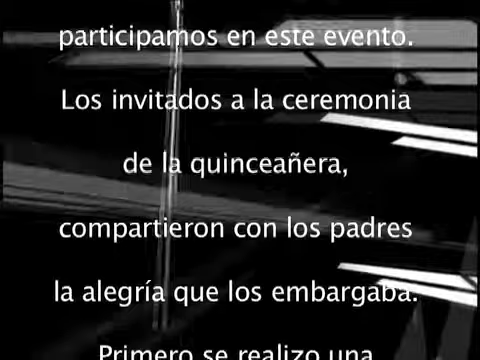 participamos en este evento.
Los invitados a la ceremonia
de la quinceañera,
compartieron con los padres
la alegría que los embargaba.
Primero se realizo una